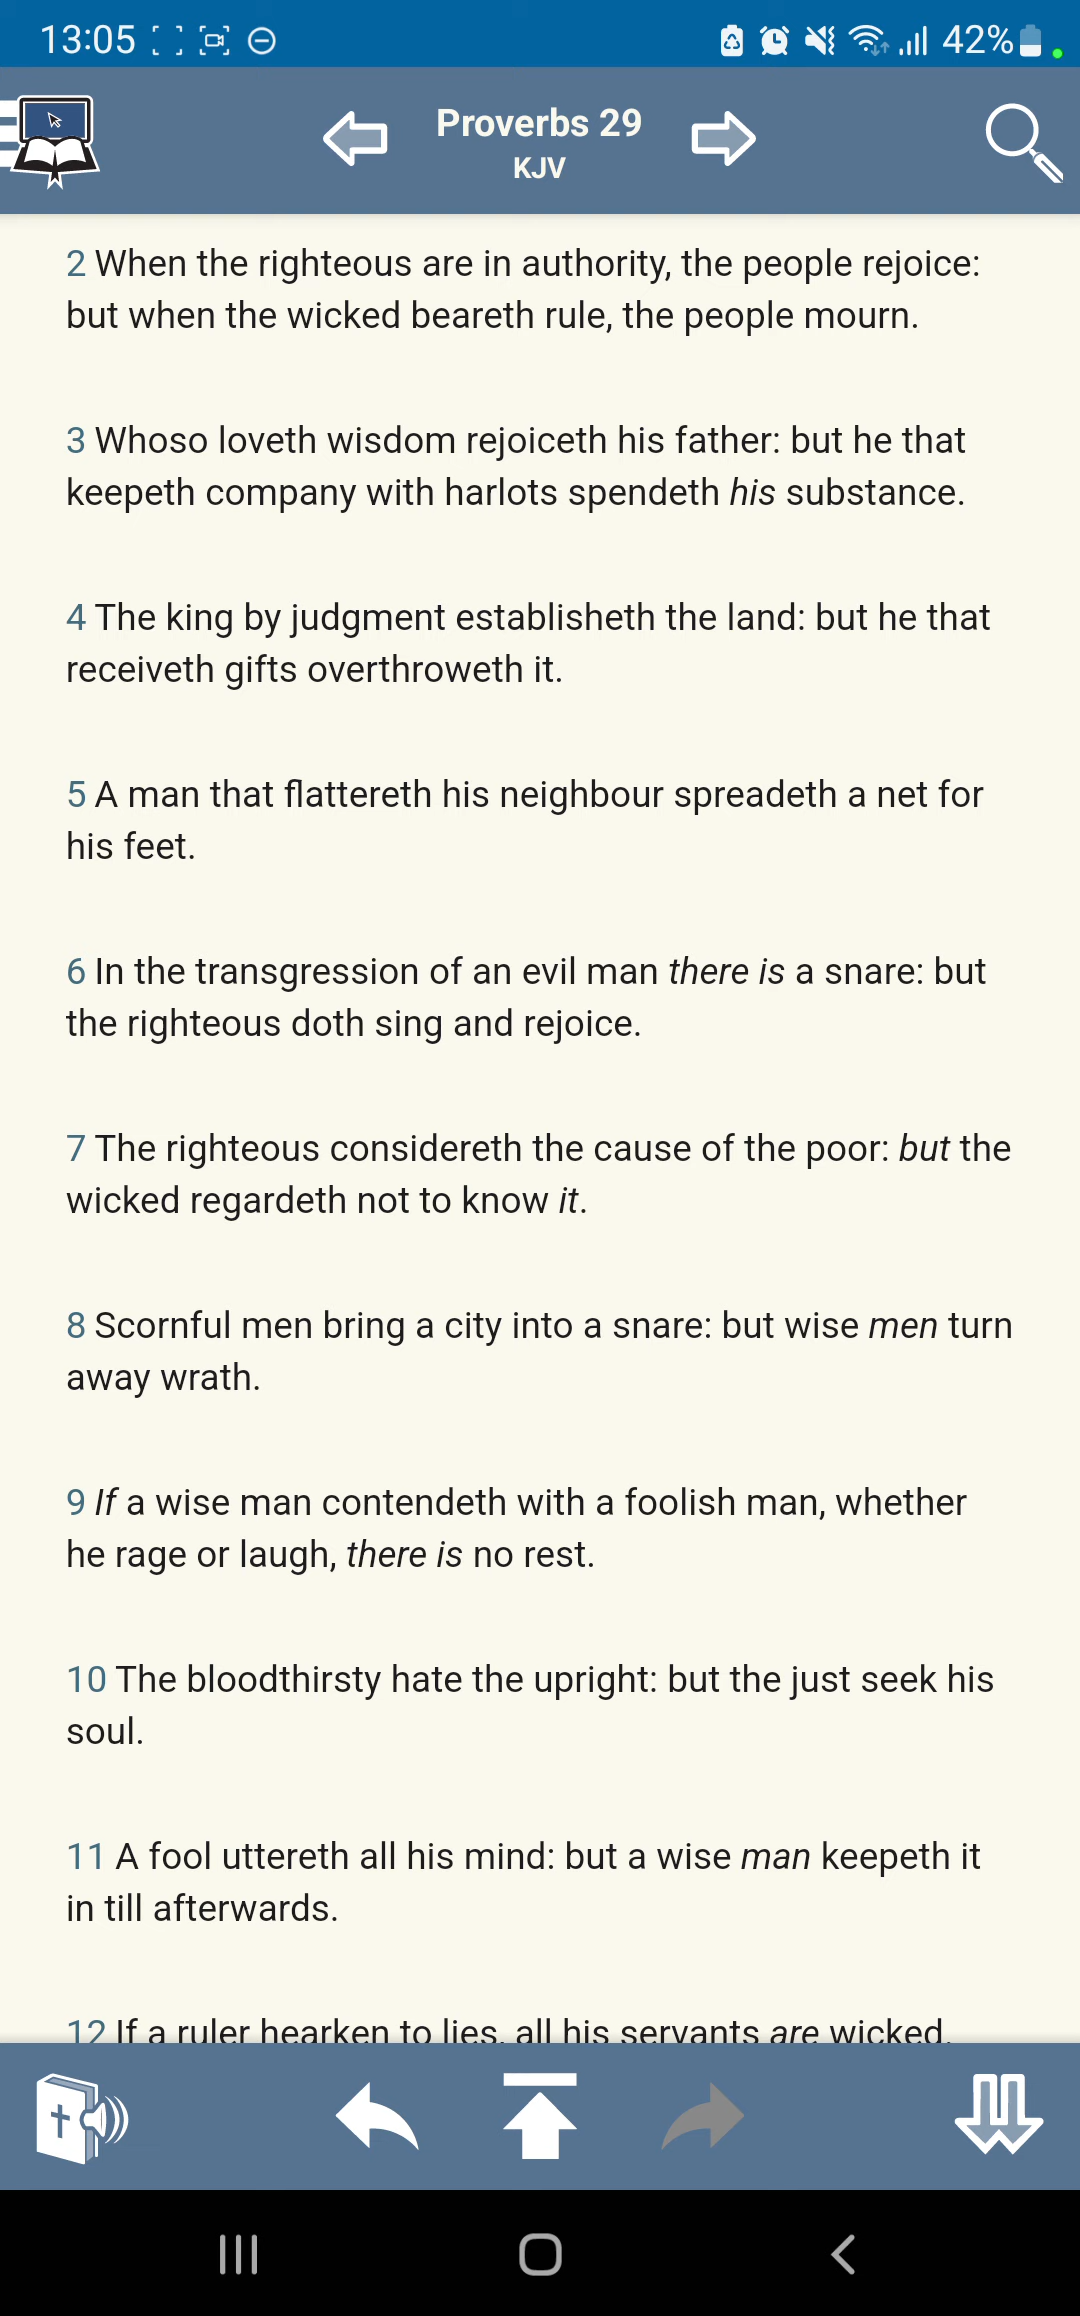 13:05
42%
Proverbs 29
KJV
2 When the righteous are in authority, the people rejoice:
but when the wicked beareth rule, the people mourn.
3 Whoso loveth wisdom rejoiceth his father: but he that
keepeth company with harlots spendeth his substance.
4 The king by judgment establisheth the land: but he that
receiveth gifts overthroweth it.
5 A man that flattereth his neighbour spreadeth a net for
his feet.
6 In the transgression of an evil man there is a snare: but
the righteous doth sing and rejoice.
7 The righteous considereth the cause of the poor: but the
wicked regardeth not to know it.
8 Scornful men bring a city into a snare: but wise men turn
away wrath.
9 If a wise man contendeth with a foolish man, whether
he rage or laugh, there is no rest.
10 The bloodthirsty hate the upright: but the just seek his
soul.
11 A fool uttereth all his mind: but a wise man keepeth it
in till afterwards.
12 If a ruler hearken to lies, all his servants are wicked.